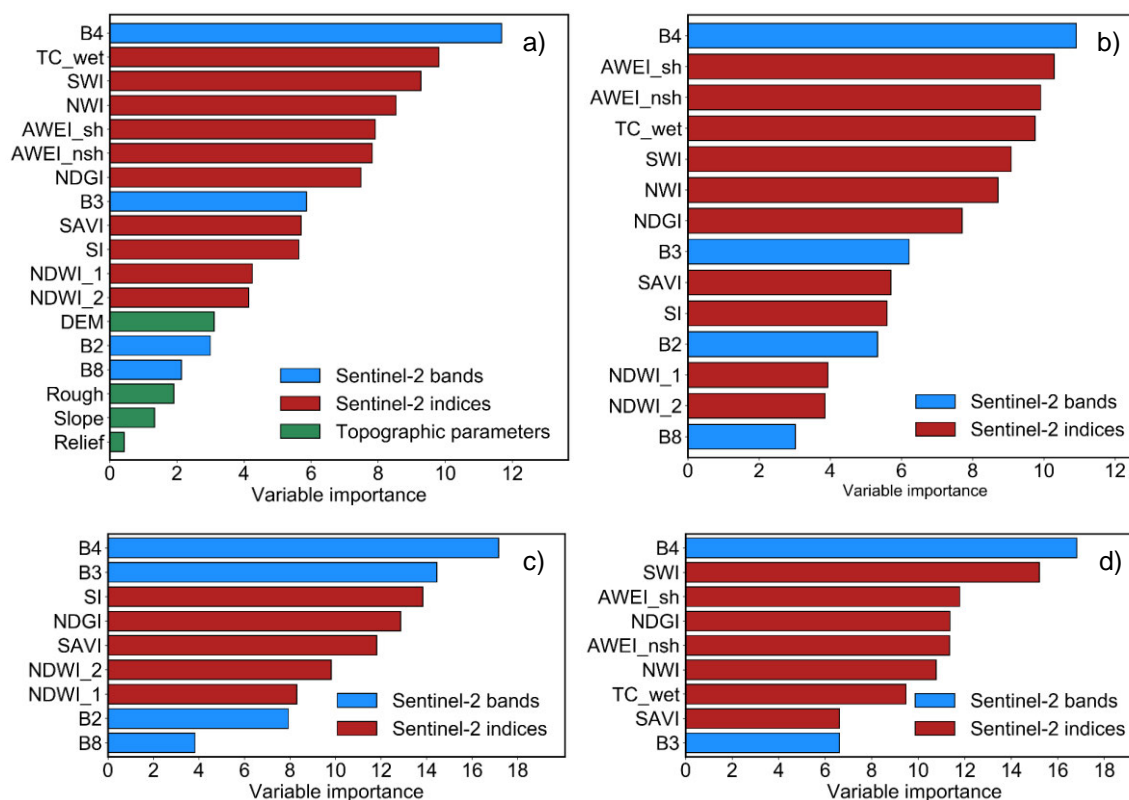 a)
B4
TC_wet
SWI
NWI
AWEI_sh
AWEI_nsh
NDGI
B3
SAVI
SI
NDWI_1
NDWI_2
DEM
B2
B8
Rough
Slope
Relief
Sentinel-2 bands
Sentinel-2 indices
Topographic parameters
0 2 4 6 8 10 12
Variable importance
b)
B4
AWEI_sh
AWEI_nsh
TC_wet
SWI
NWI
NDGI
B3
SAVI
SI
B2
NDWI_1
NDWI_2
B8
Sentinel-2 bands
Sentinel-2 indices
0 2 4 6 8 10 12
Variable importance
c)
B4
B3
SI
NDGI
SAVI
NDWI_2
NDWI_1
B2
B8
Sentinel-2 bands
Sentinel-2 indices
0 2 4 6 8 10 12 14 16 18
Variable importance
d)
B4
SWI
AWEI_sh
NDGI
AWEI_nsh
NWI
TC_wet
SAVI
B3
Sentinel-2 bands
Sentinel-2 indices
0 2 4 6 8 10 12 14 16 18
Variable importance